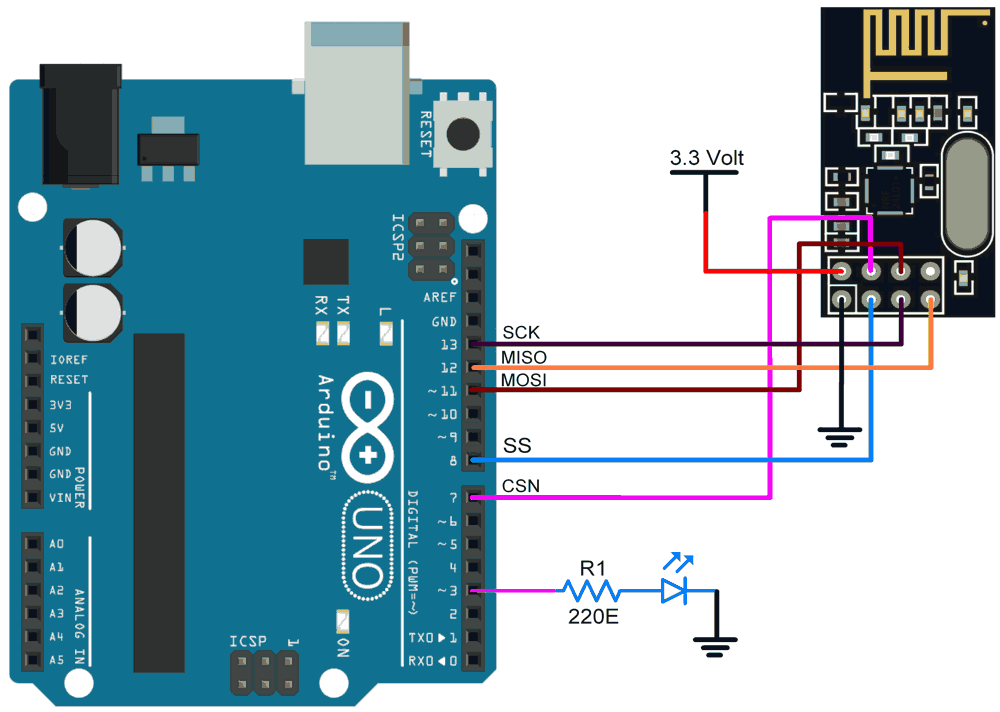 RESET
ICSP2
AREF
GND
13
12
~11
~10
~9
8
7
~6
~5
4
~3
2
TX0▶1
RX0◀0
RX
TX
L
Arduino™
UNO
DIGITAL (PWM=~)
ON
ICSP
1
IOREF
RESET
3V3
5V
GND
GND
VIN
POWER
A0
A1
A2
A3
A4
A5
ANALOG IN
SCK
MISO
MOSI
SS
CSN
3.3 Volt
R1
220E